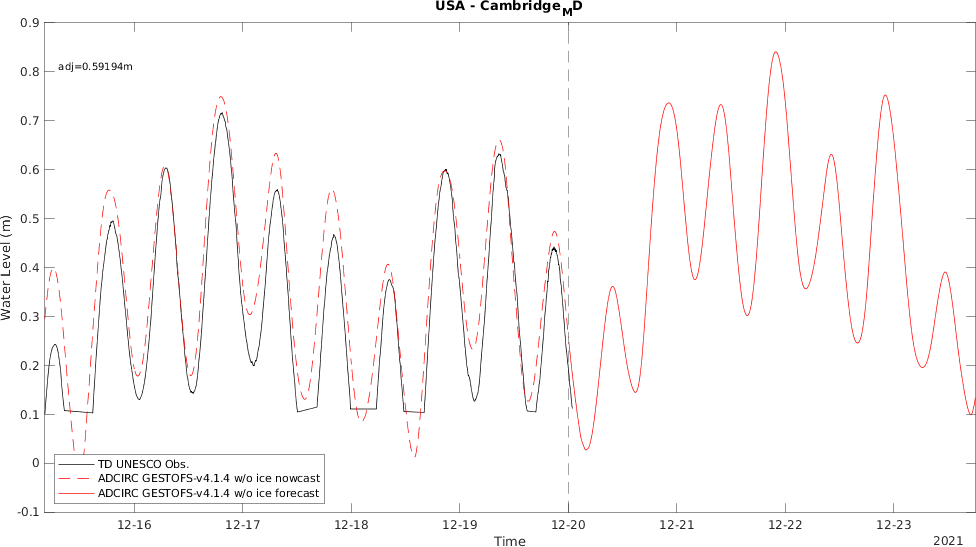 USA - Cambridge_MD
0.9
0.8
0.7
0.6
0.5
0.4
0.3
0.2
0.1
0
-0.1
Water Level (m)
adj=0.59194m
TD UNESCO Obs.
ADCIRC GESTOFS-v4.1.4 w/o ice nowcast
ADCIRC GESTOFS-v4.1.4 w/o ice forecast
12-16 12-17 12-18 12-19 12-20 12-21 12-22 12-23
Time
2021